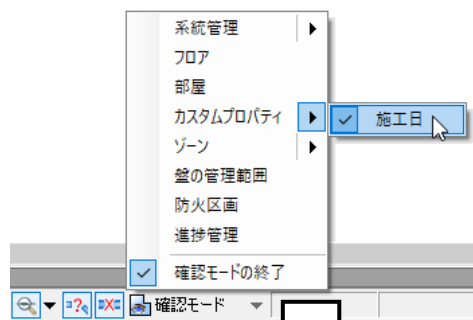 系統管理
フロア
部屋
カスタムプロパティ
施工日
ゾーン
盤の管理範囲
防火区画
進捗管理
確認モードの終了
確認モード